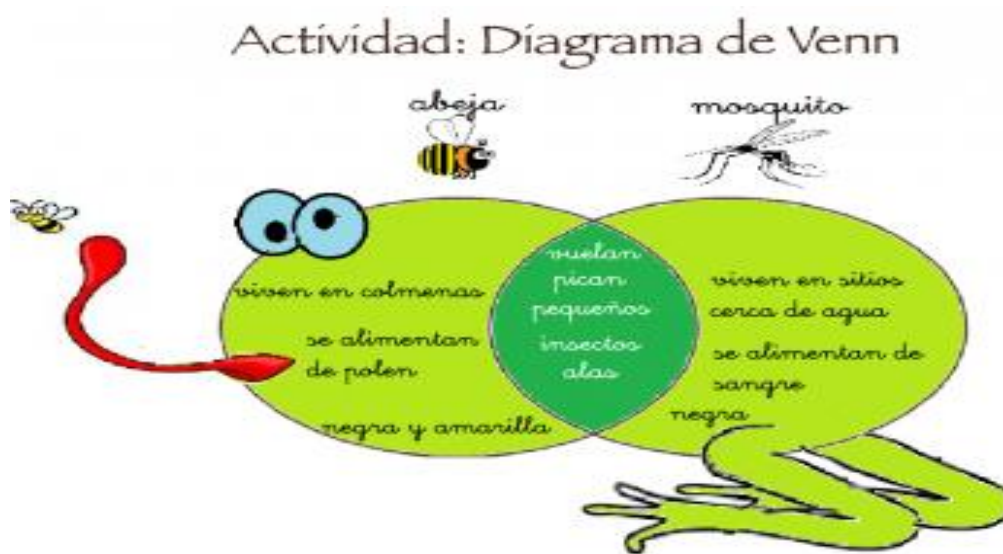 Actividad: Diagrama de Venn
abeja
mosquito
viven en colmenas
se alimentan
de polen
negra y amarilla
vuelan
pican
pequeños
insectos
alas
viven en sitios
cerca de agua
se alimentan de
sangre
negra